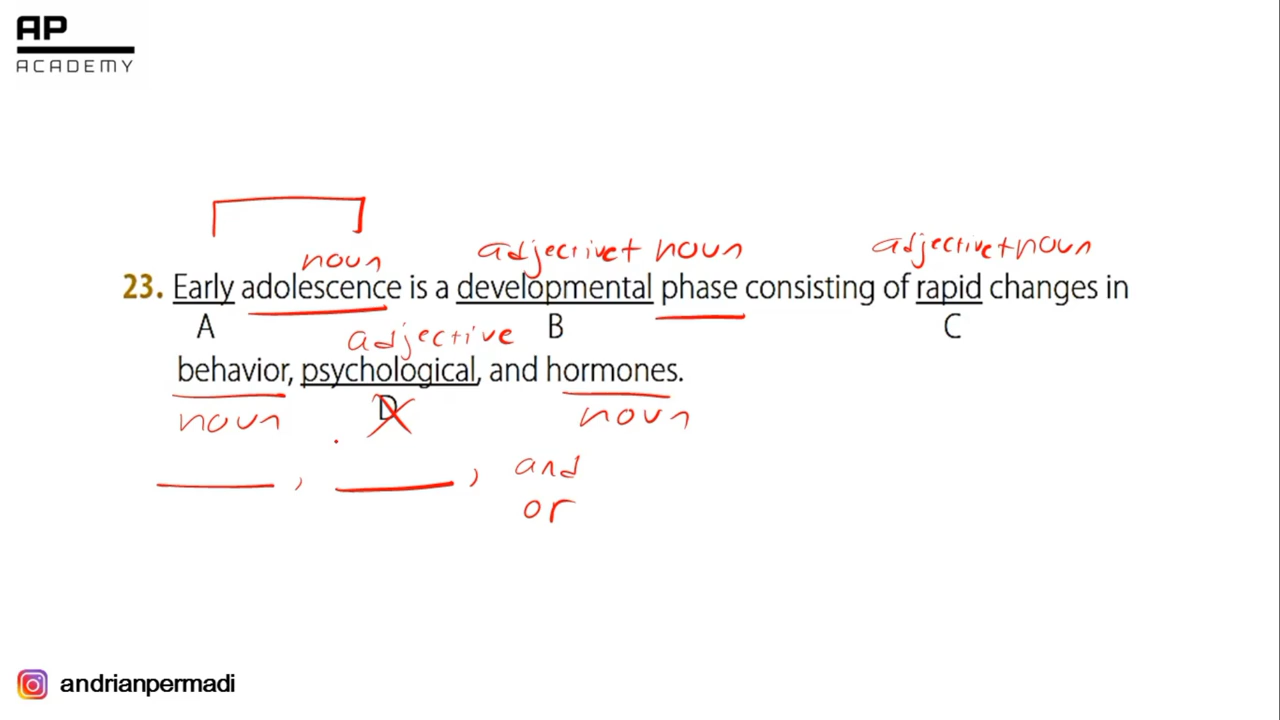 AP
ACADEMY
noun
adjective + noun
adjective + noun
23. Early adolescence is a developmental phase consisting of rapid changes in
A
B
C
adjective
behavior, psychological, and hormones.
noun
D
noun
, , and
or
andrianpermadi